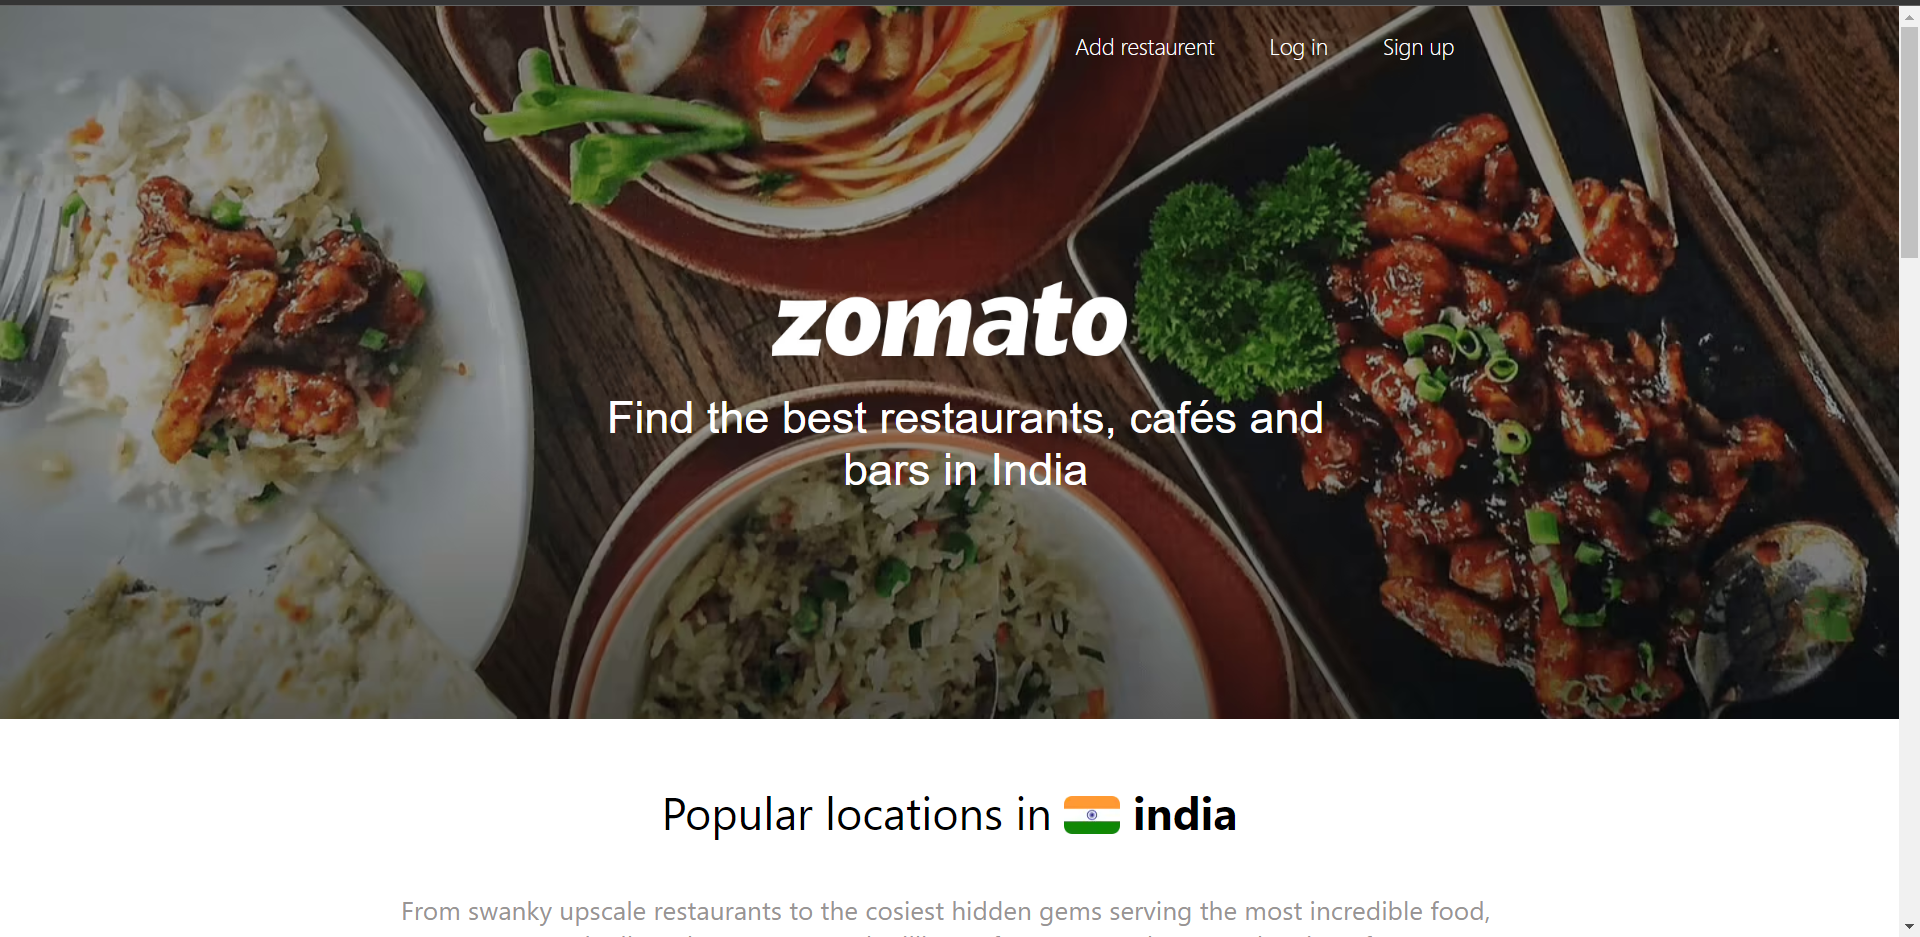 Add restaurent Log in Sign up
zomato
Find the best restaurants, cafés and
bars in India
Popular locations in india
From swanky upscale restaurants to the cosiest hidden gems serving the most incredible food,